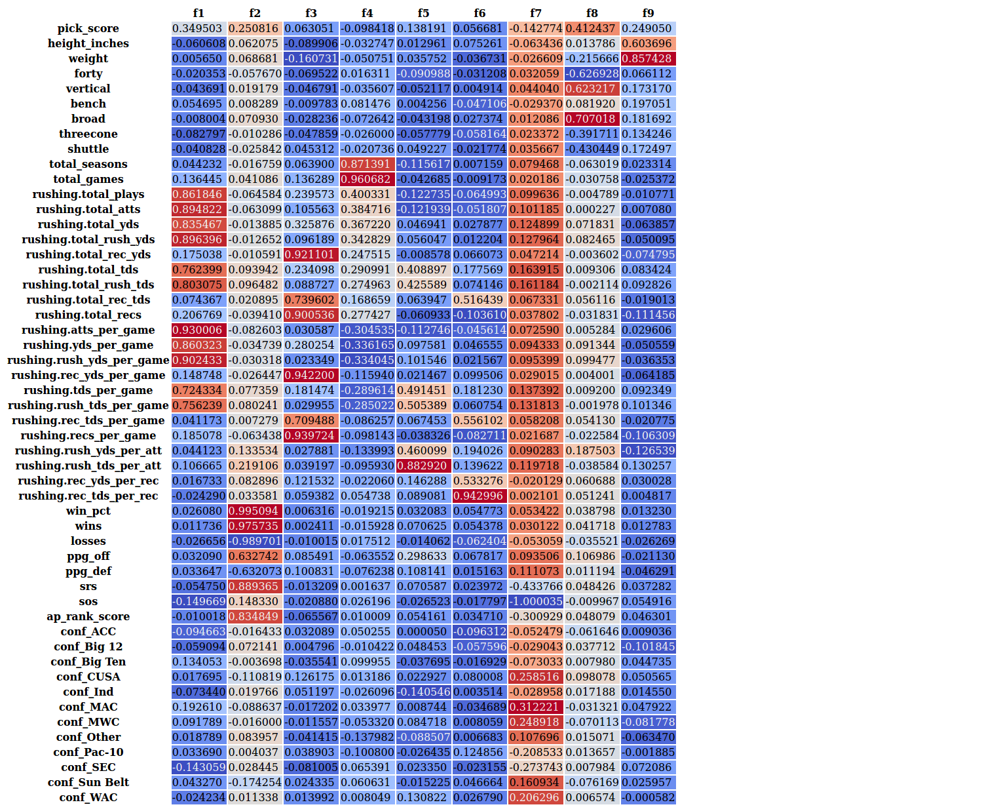 f1 f2 f3 f4 f5 f6 f7 f8 f9
pick_score 0.349503 0.250816 0.063051 -0.098418 0.138191 0.056681 -0.142774 0.412437 0.249050
height_inches -0.060608 0.062075 -0.089906 -0.032747 0.012961 0.075261 -0.063436 0.013786 0.603696
weight 0.005650 0.068681 -0.160731 -0.050751 0.035752 -0.036731 -0.026609 -0.215666 0.857428
forty -0.020353 -0.057670 -0.069522 0.016311 -0.090988 -0.031208 0.032059 -0.626928 0.066112
vertical -0.043691 0.019179 -0.046791 -0.035607 -0.052117 0.004914 0.044040 0.623217 0.173170
bench 0.054695 0.008289 -0.009783 0.081476 0.004256 -0.047106 -0.029370 0.081920 0.197051
broad -0.008004 0.070930 -0.028236 -0.072642 -0.043198 0.027374 0.012086 0.707018 0.181692
threecone -0.082797 -0.010286 -0.047859 -0.026000 -0.057779 -0.058164 0.023372 -0.391711 0.134246
shuttle -0.040828 -0.025842 0.045312 -0.020736 0.049227 -0.021774 0.035667 -0.430449 0.172497
total_seasons 0.044232 -0.016759 0.063900 0.871391 -0.115617 0.007159 0.079468 -0.063019 0.023314
total_games 0.136445 0.041086 0.136289 0.960682 -0.042685 -0.009173 0.020186 -0.030758 -0.025372
rushing.total_plays 0.861846 -0.064584 0.239573 0.400331 -0.122735 -0.064993 0.099636 -0.004789 -0.010771
rushing.total_atts 0.894822 -0.063099 0.105563 0.384716 -0.121939 -0.051807 0.101185 0.000227 0.007080
rushing.total_yds 0.835467 -0.013885 0.325876 0.367220 0.046941 0.027877 0.124899 0.071831 -0.063857
rushing.total_rush_yds 0.896396 -0.012652 0.096189 0.342829 0.056047 0.012204 0.127964 0.082465 -0.050095
rushing.total_rec_yds 0.175038 -0.010591 0.921101 0.247515 -0.008578 0.066073 0.047214 -0.003602 -0.074795
rushing.total_tds 0.762399 0.093942 0.234098 0.290991 0.408897 0.177569 0.163915 0.009306 0.083424
rushing.total_rush_tds 0.803075 0.096482 0.088727 0.274963 0.425589 0.074146 0.161184 -0.002114 0.092826
rushing.total_rec_tds 0.074367 0.020895 0.739602 0.168659 0.063947 0.516439 0.067331 0.056116 -0.019013
rushing.total_recs 0.206769 -0.039410 0.900536 0.277427 -0.060933 -0.103610 0.037802 -0.031831 -0.111456
rushing.atts_per_game 0.930006 -0.082603 0.030587 -0.304535 -0.112746 -0.045614 0.072590 0.005284 0.029606
rushing.yds_per_game 0.860323 -0.034739 0.280254 -0.336165 0.097581 0.046555 0.094333 0.091344 -0.050559
rushing.rush_yds_per_game 0.902433 -0.030318 0.023349 -0.334045 0.101546 0.021567 0.095399 0.099477 -0.036353
rushing.rec_yds_per_game 0.148748 -0.026447 0.942200 -0.115940 0.021467 0.099506 0.029015 0.004001 -0.064185
rushing.tds_per_game 0.724334 0.077359 0.181474 -0.289614 0.491451 0.181230 0.137392 0.009200 0.092349
rushing.rush_tds_per_game 0.756239 0.080241 0.029955 -0.285022 0.505389 0.060754 0.131813 -0.001978 0.101346
rushing.rec_tds_per_game 0.041173 0.007279 0.709488 -0.086257 0.067453 0.556102 0.058208 0.054130 -0.020775
rushing.recs_per_game 0.185078 -0.063438 0.939724 -0.098143 -0.038326 -0.082711 0.021687 -0.022584 -0.106309
rushing.rush_yds_per_att 0.044123 0.133534 0.027881 -0.133993 0.460099 0.194026 0.090283 0.187503 -0.126539
rushing.rush_tds_per_att 0.106665 0.219106 0.039197 -0.095930 0.882920 0.139622 0.119718 -0.038584 0.130257
rushing.rec_yds_per_rec 0.016733 0.082896 0.121532 -0.022060 0.146288 0.533276 -0.020129 0.060688 0.030028
rushing.rec_tds_per_rec -0.024290 0.033581 0.059382 0.054738 0.089081 0.942996 0.002101 0.051241 0.004817
win_pct 0.026080 0.995094 0.006316 -0.019215 0.032083 0.054773 0.053422 0.038798 0.013230
wins 0.011736 0.975735 0.002411 -0.015928 0.070625 0.054378 0.030122 0.041718 0.012783
losses -0.026656 -0.989701 -0.010015 0.017512 -0.014062 -0.062404 -0.053059 -0.035521 -0.026269
ppg_off 0.032090 0.632742 0.085491 -0.063552 0.298633 0.067817 0.093506 0.106986 -0.021130
ppg_def 0.033647 -0.632073 0.100831 -0.076238 0.108141 0.015163 0.111073 0.011194 -0.046291
srs -0.054750 0.889365 -0.013209 0.001637 0.070587 0.023972 -0.433766 0.048426 0.037282
sos -0.149669 0.148330 -0.020880 0.026196 -0.026523 -0.017797 -1.000035 -0.009967 0.054916
ap_rank_score -0.010018 0.834849 -0.065567 0.010009 0.054161 0.034710 -0.300929 0.048079 0.046301
conf_ACC -0.094663 -0.016433 0.032089 0.050255 0.000050 -0.096312 -0.052479 -0.061646 0.009036
conf_Big 12 -0.059094 0.072141 0.004796 -0.010422 0.048453 -0.057596 -0.029043 0.037712 -0.101845
conf_Big Ten 0.134053 -0.003698 -0.035541 0.099955 -0.037695 -0.016929 -0.073033 0.007980 0.044735
conf_CUSA 0.017695 -0.110819 0.126175 0.013186 0.022927 0.080008 0.258516 0.098078 0.050565
conf_Ind -0.073440 0.019766 0.051197 -0.026096 -0.140546 0.003514 -0.028958 0.017188 0.014550
conf_MAC 0.192610 -0.088637 -0.017202 0.033977 0.008744 -0.034689 0.312221 -0.031321 0.047922
conf_MWC 0.091789 -0.016000 -0.011557 -0.053320 0.084718 0.008059 0.248918 -0.070113 -0.081778
conf_Other 0.018789 0.083957 -0.041415 -0.137982 -0.088507 0.006683 0.107696 0.015071 -0.063470
conf_Pac-10 0.033690 0.004037 0.038903 -0.100800 -0.026435 0.124856 -0.208533 0.013657 -0.001885
conf_SEC -0.143059 0.028445 -0.081005 0.065391 0.023350 -0.023155 -0.273743 0.007984 0.072086
conf_Sun Belt 0.043270 -0.174254 0.024335 0.060631 -0.015225 0.046664 0.160934 -0.076169 0.025957
conf_WAC -0.024234 0.011338 0.013992 0.008049 0.130822 0.026790 0.206296 0.006574 -0.000582